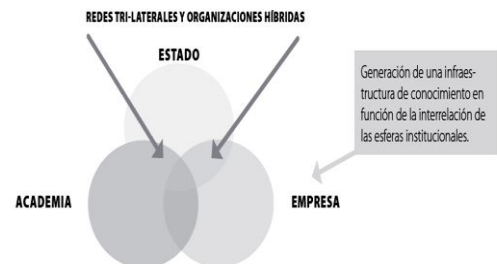 REDES TRI-LATERALES Y ORGANIZACIONES HÍBRIDAS
ESTADO
Generación de una infraes-
tructura de conocimiento en
función de la interrelación de
las esferas institucionales.
ACADEMIA
EMPRESA